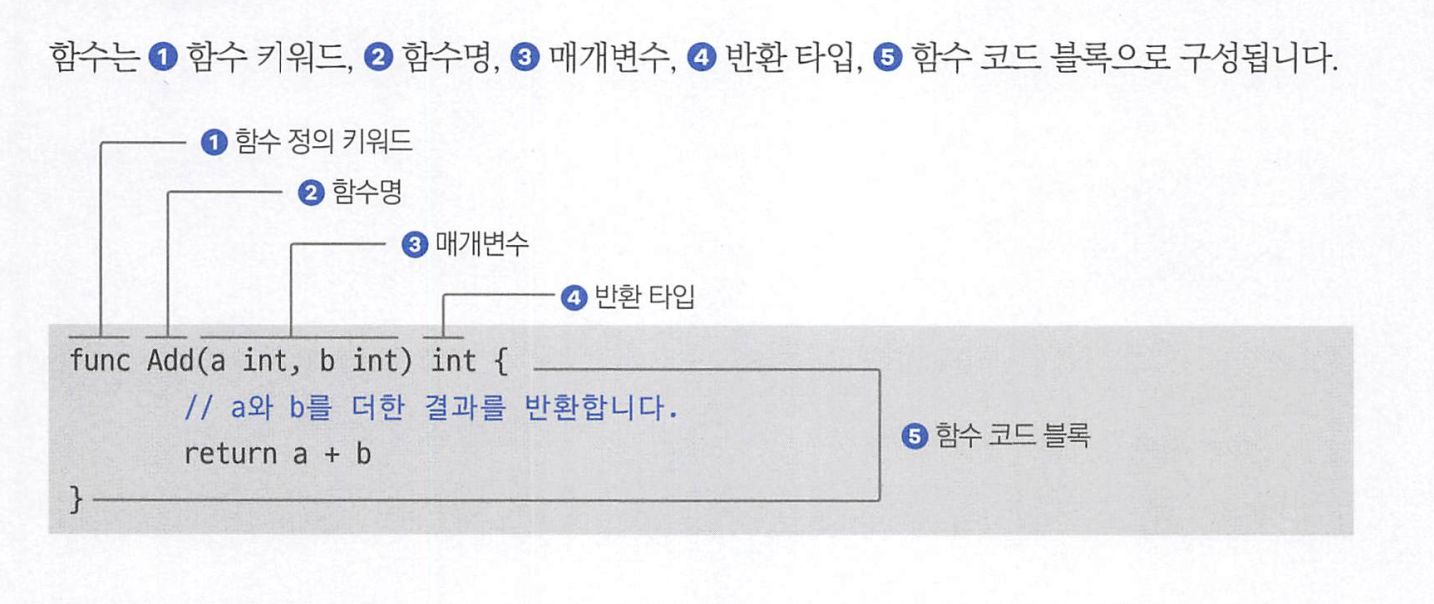 함수는 ❶ 함수 키워드, ❷ 함수명, ❸ 매개변수, ❹ 반환 타입, ❺ 함수 코드 블록으로 구성됩니다.
❶ 함수 정의 키워드
❷ 함수명
❸ 매개변수
❹ 반환 타입
func Add(a int, b int) int {
// a와 b를 더한 결과를 반환합니다.
return a + b
❺ 함수 코드 블록
}